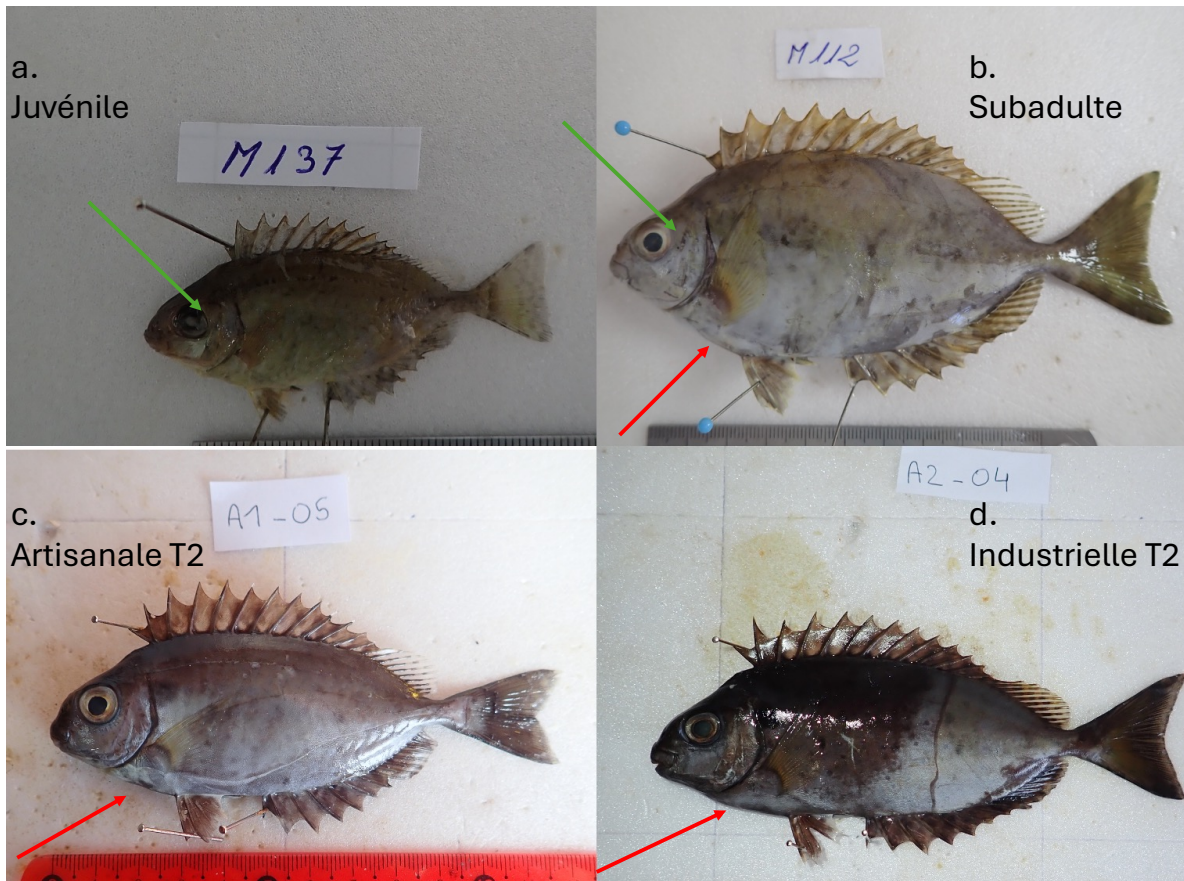 a.
Juvénile
M137
M112
b.
Subadulte
c.
Artisanale T2
A1-05
A2-04
d.
Industrielle T2